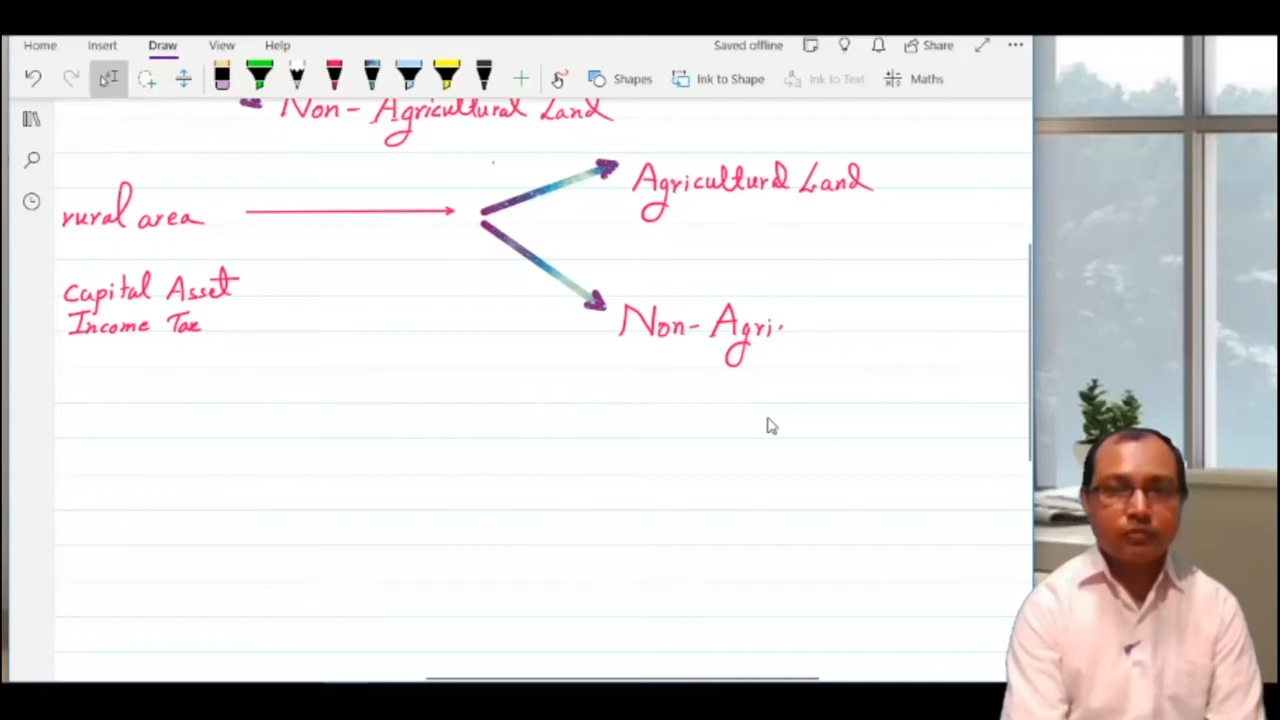 Home Insert Draw View Help Saved offline Share
Shapes Ink to Shape Ink to Text Maths
Non- Agricultural Land
Agricultural Land
rural area
Capital Asset
Income Tax
Non- Agri.